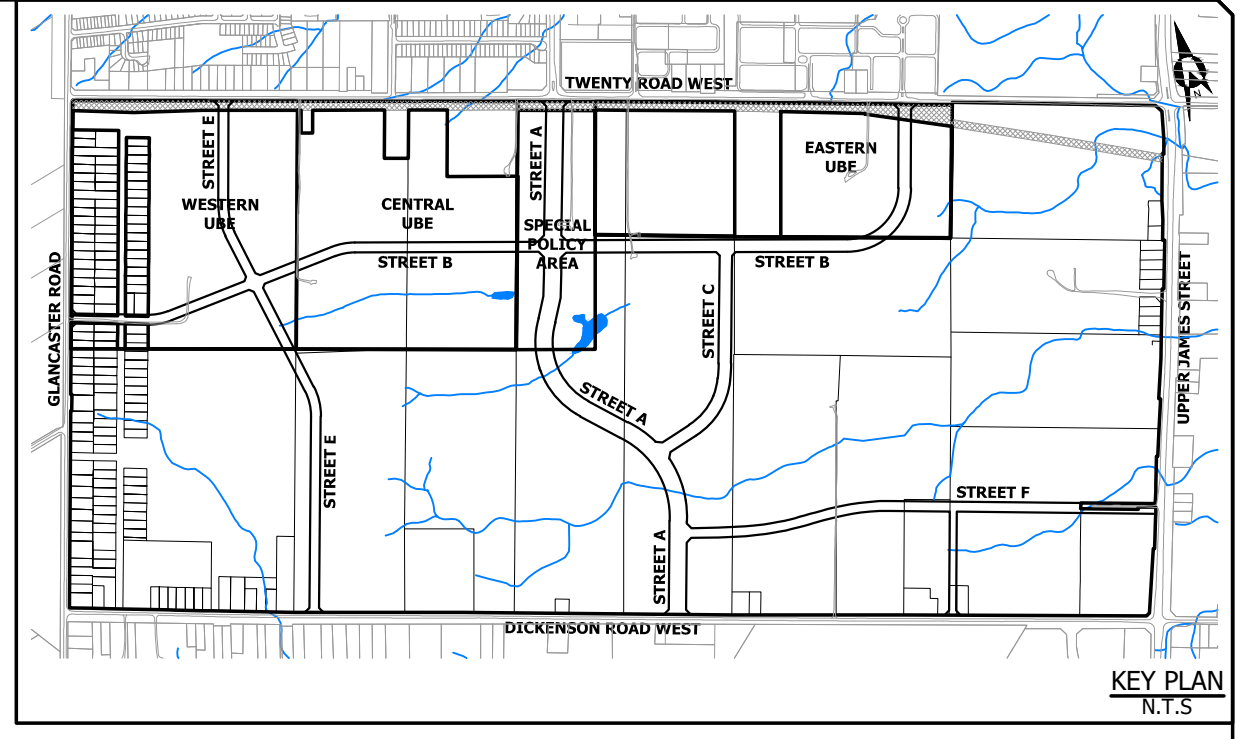 TWENTY ROAD WEST
N
STREET E
STREET A
EASTERN
UBE
WESTERN
UBE
CENTRAL
UBE
SPECIAL
POLICY
AREA
STREET B
STREET B
GLANCASTER ROAD
STREET C
UPPER JAMES STREET
STREET A
STREET E
STREET F
STREET A
DICKENSON ROAD WEST
KEY PLAN
N.T.S